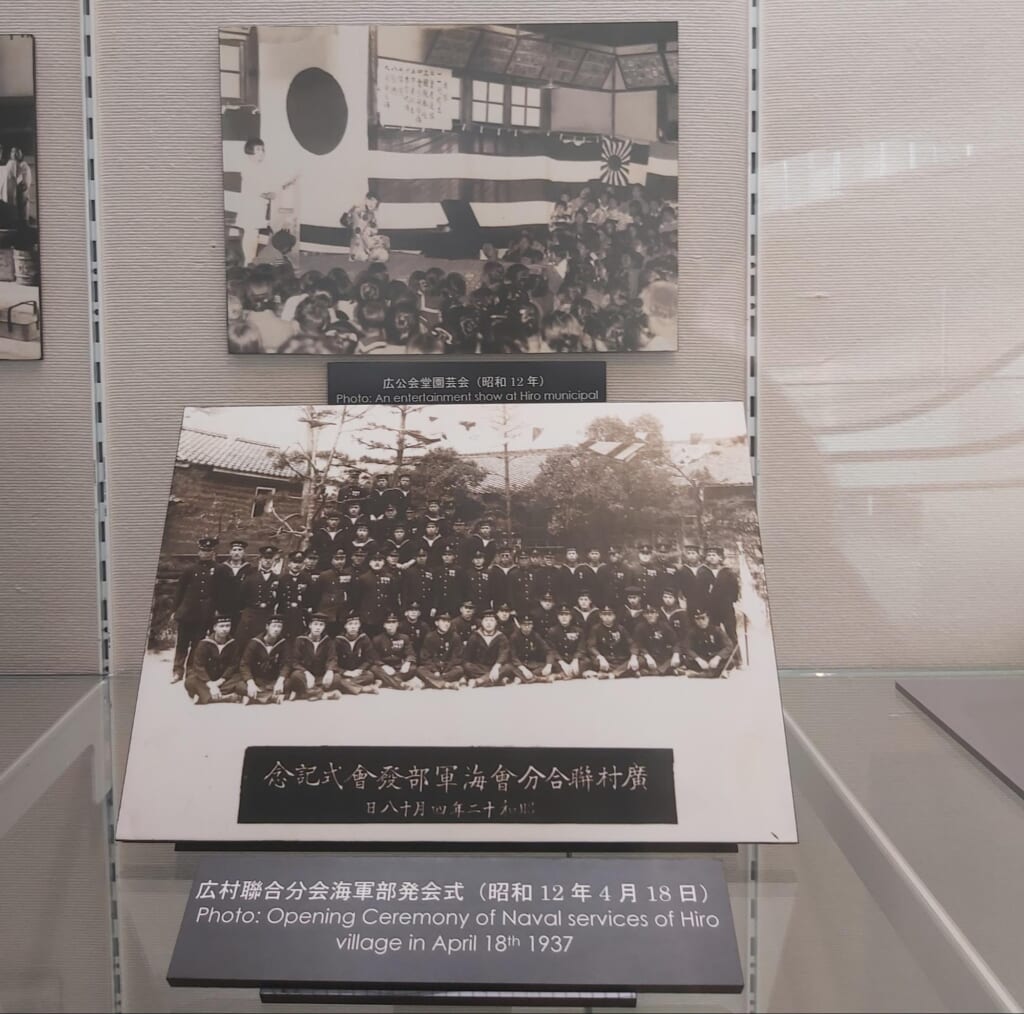 広公会堂園芸会（昭和12年）
Photo: An entertainment show at Hiro municipal
廣村聯合分會海軍部發會式記念
昭和十二年四月十八日
広村聯合分会海軍部発会式（昭和12年4月18日）
Photo: Opening Ceremony of Naval services of Hiro
village in April 18th 1937